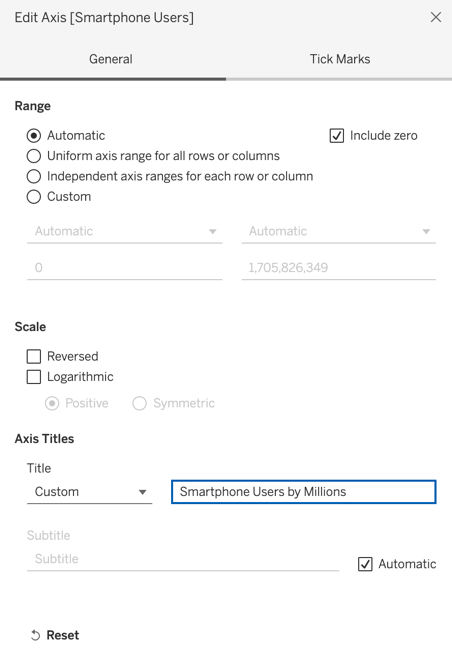 Edit Axis [Smartphone Users]
General Tick Marks
Range
Automatic Include zero
Uniform axis range for all rows or columns
Independent axis ranges for each row or column
Custom
Automatic Automatic
0 1,705,826,349
Scale
Reversed
Logarithmic
Positive Symmetric
Axis Titles
Title
Custom Smartphone Users by Millions
Subtitle
Subtitle Automatic
Reset